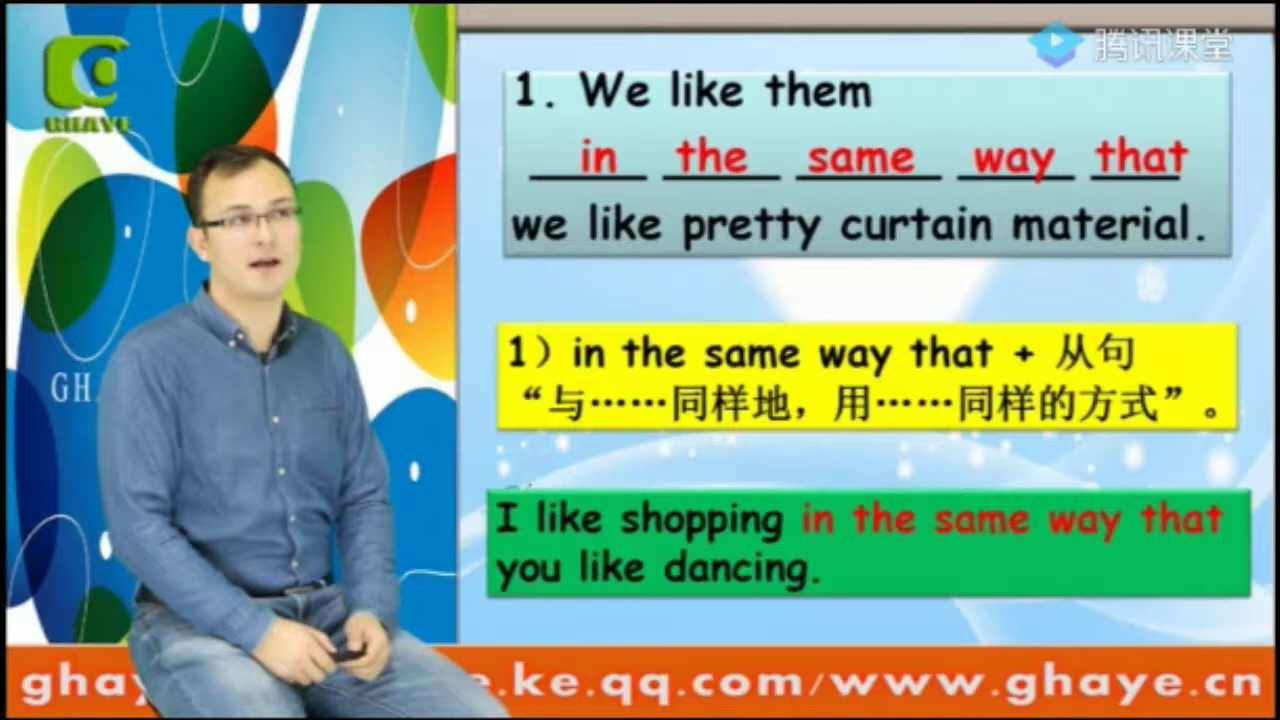 腾讯课堂
GHAYE
1. We like them
in the same way that
we like pretty curtain material.
GHA
1）in the same way that + 从句
“与……同样地，用……同样的方式”。
I like shopping in the same way that
you like dancing.
ghay e.ke.qq.com/www.ghaye.cn